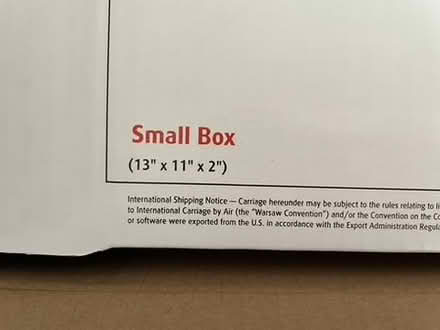 Small Box
(13" x 11" x 2")
International Shipping Notice — Carriage hereunder may be subject to the rules relating to
to International Carriage by Air (the "Warsaw Convention") and/or the Convention on the
or software were exported from the U.S. in accordance with the Export Administration